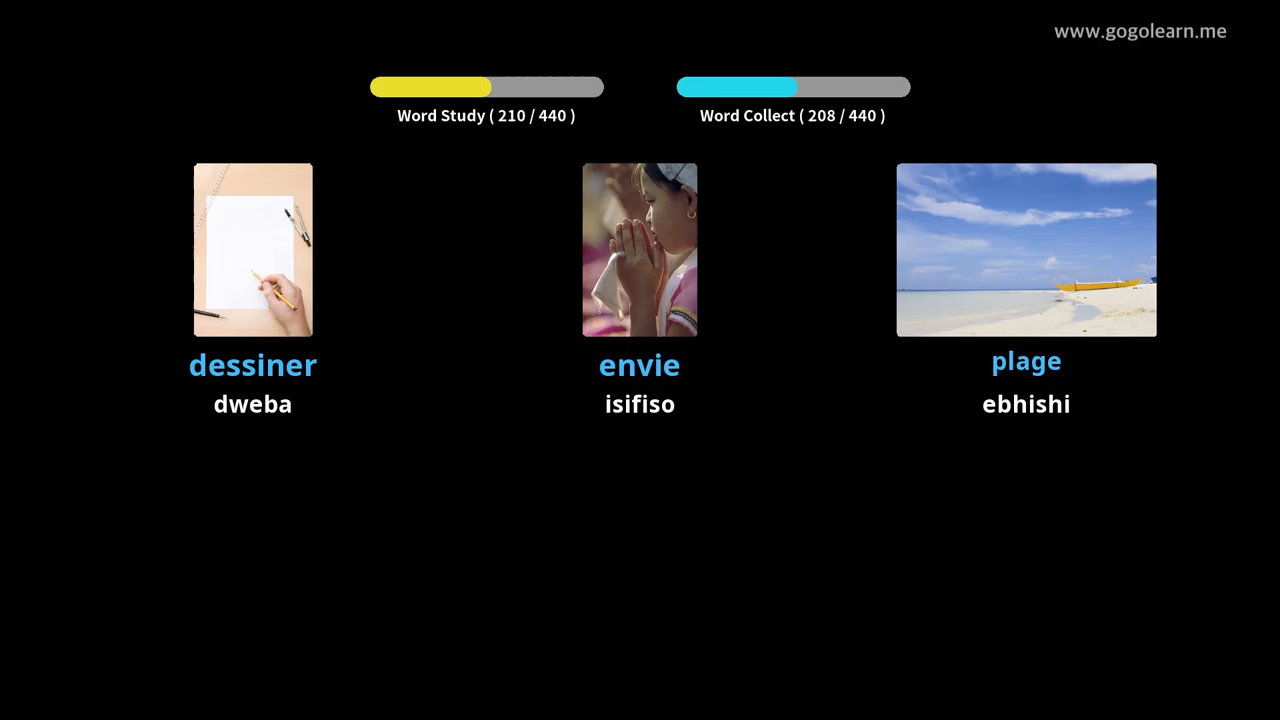 www.gogolearn.me
Word Study ( 210 / 440 )
Word Collect ( 208 / 440 )
dessiner
envie
plage
dweba
isifiso
ebhishi